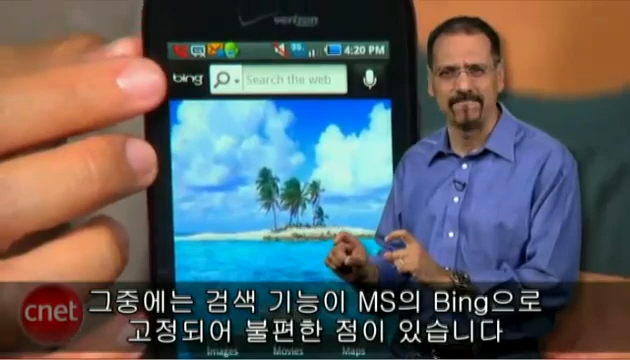 verizon
4:20 PM
bing
Search the web
cnet
그중에는 검색 기능이 MS의 Bing으로
고정되어 불편한 점이 있습니다
Images Movies Maps